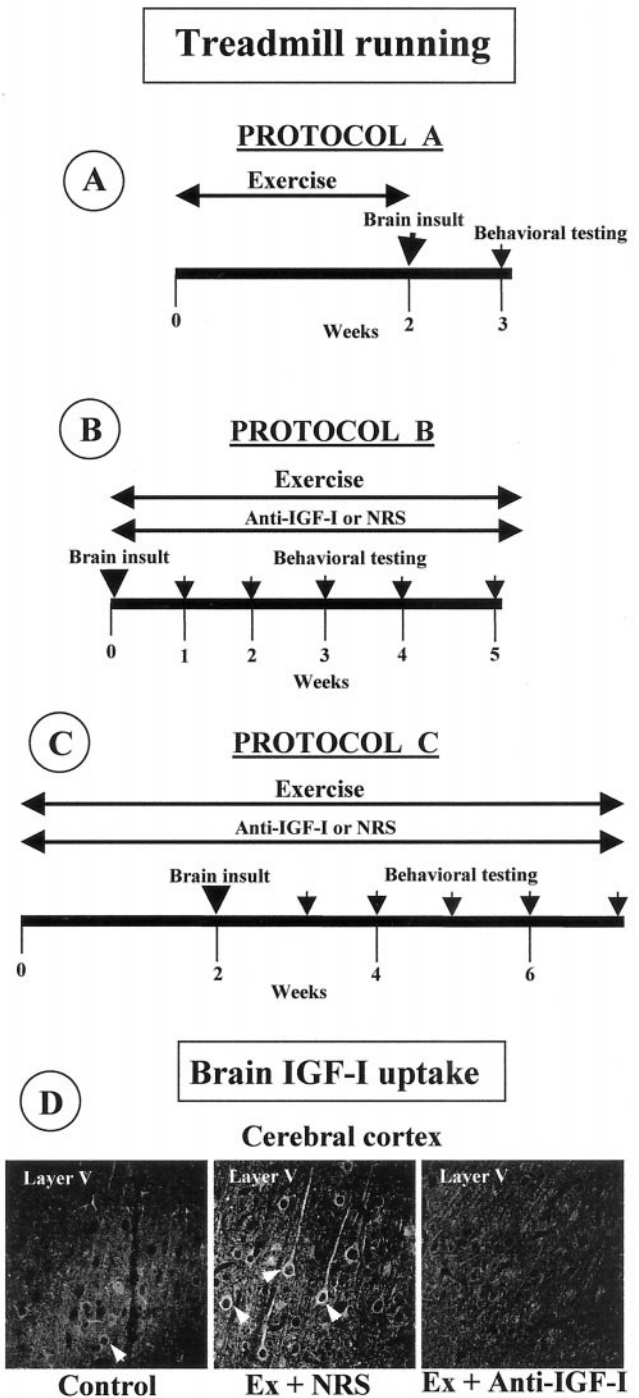 Treadmill running
PROTOCOL A
A
Exercise
Brain insult
Behavioral testing
0
2
3
Weeks
B
PROTOCOL B
Exercise
Anti-IGF-I or NRS
Brain insult
Behavioral testing
0
1
2
3
4
5
Weeks
C
PROTOCOL C
Exercise
Anti-IGF-I or NRS
Brain insult
Behavioral testing
0
2
4
6
Weeks
Brain IGF-I uptake
D
Cerebral cortex
Layer V
Layer V
Layer V
Control
Ex + NRS
Ex + Anti-IGF-I